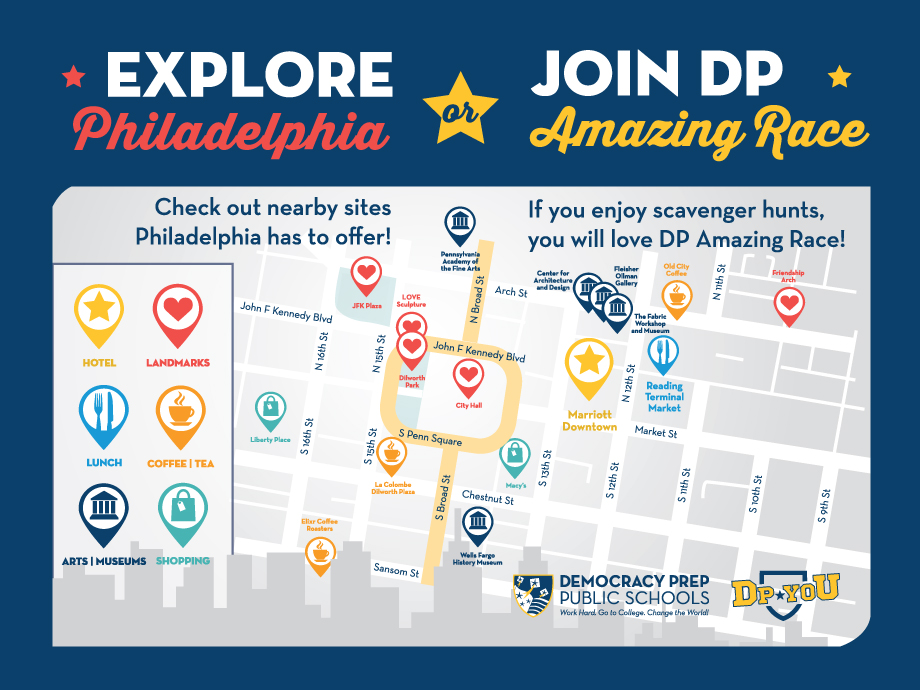 EXPLORE
Philadelphia
or
JOIN DP
Amazing Race
Check out nearby sites
Philadelphia has to offer!
If you enjoy scavenger hunts,
you will love DP Amazing Race!
HOTEL
LANDMARKS
LUNCH
COFFEE | TEA
ARTS | MUSEUMS
SHOPPING
Pennsylvania
Academy of
the Fine Arts
Center for
Architecture
and Design
Fleisher
Ollman
Gallery
Old City
Coffee
N 11th St
Friendship
Arch
JFK Plaza
LOVE
Sculpture
N Broad St
Arch St
The Fabric
Workshop
and Museum
John F Kennedy Blvd
N 16th St
N 15th St
John F Kennedy Blvd
Dilworth
Park
City Hall
Marriott
Downtown
N 12th St
Reading
Terminal
Market
Liberty Place
S 16th St
S 15th St
S Penn Square
Market St
La Colombe
Dilworth Plaza
S Broad St
Macy's
S 13th St
S 12th St
S 11th St
S 10th St
S 9th St
Chestnut St
Elixr Coffee
Roasters
Wells Fargo
History Museum
Sansom St
DEMOCRACY PREP
PUBLIC SCHOOLS
Work Hard. Go to College. Change the World!
DP YOU